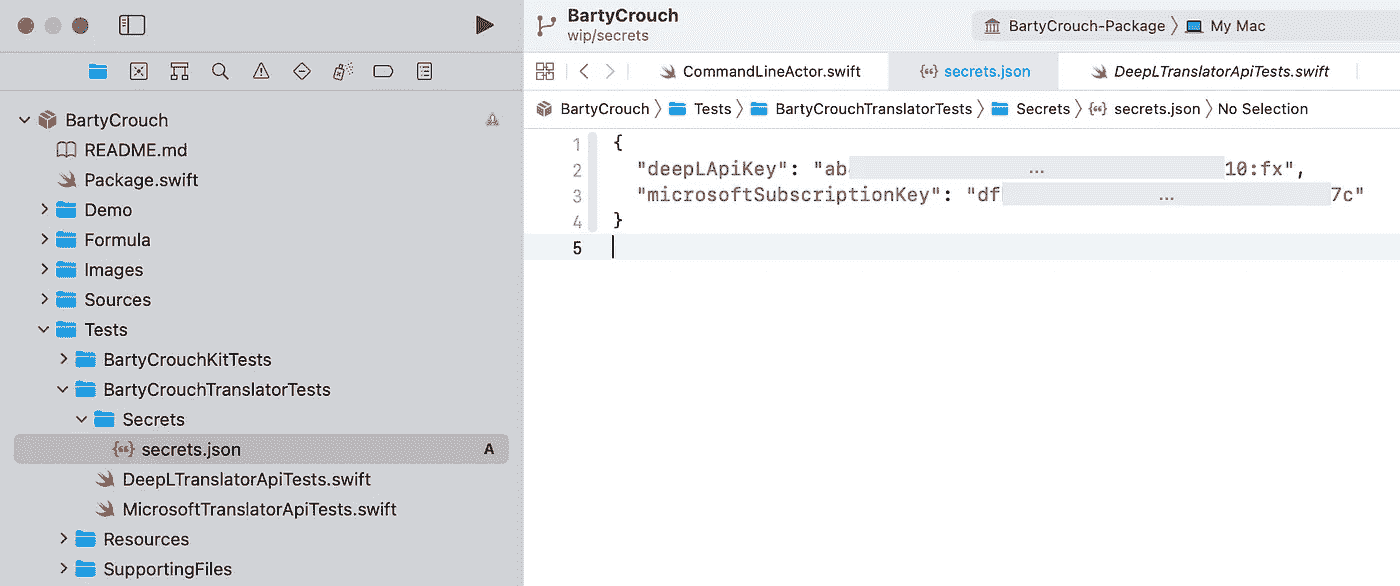 BartyCrouch
README.md
Package.swift
Demo
Formula
Images
Sources
Tests
BartyCrouchKitTests
BartyCrouchTranslatorTests
Secrets
secrets.json A
DeepLTranslatorApiTests.swift
MicrosoftTranslatorApiTests.swift
Resources
SupportingFiles
BartyCrouch
wip/secrets
BartyCrouch-Package 〉 My Mac
CommandLineActor.swift
secrets.json
DeepLTranslatorApiTests.swift
BartyCrouch 〉 Tests 〉 BartyCrouchTranslatorTests 〉 Secrets 〉 secrets.json 〉 No Selection
1 {
2 "deepLApiKey": "ab ... 10:fx",
3 "microsoftSubscriptionKey": "df ... 7c"
4 }
5